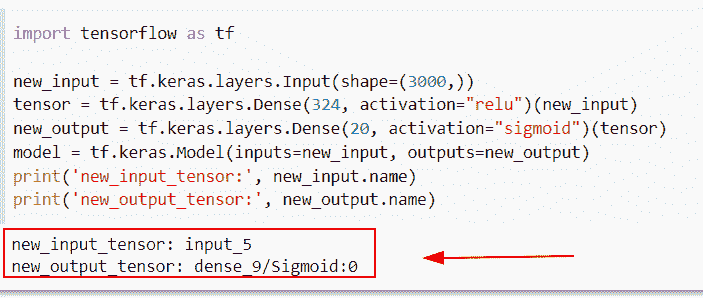 import tensorflow as tf
new_input = tf.keras.layers.Input(shape=(3000,))
tensor = tf.keras.layers.Dense(324, activation="relu")(new_input)
new_output = tf.keras.layers.Dense(20, activation="sigmoid")(tensor)
model = tf.keras.Model(inputs=new_input, outputs=new_output)
print('new_input_tensor:', new_input.name)
print('new_output_tensor:', new_output.name)
new_input_tensor: input_5
new_output_tensor: dense_9/Sigmoid:0